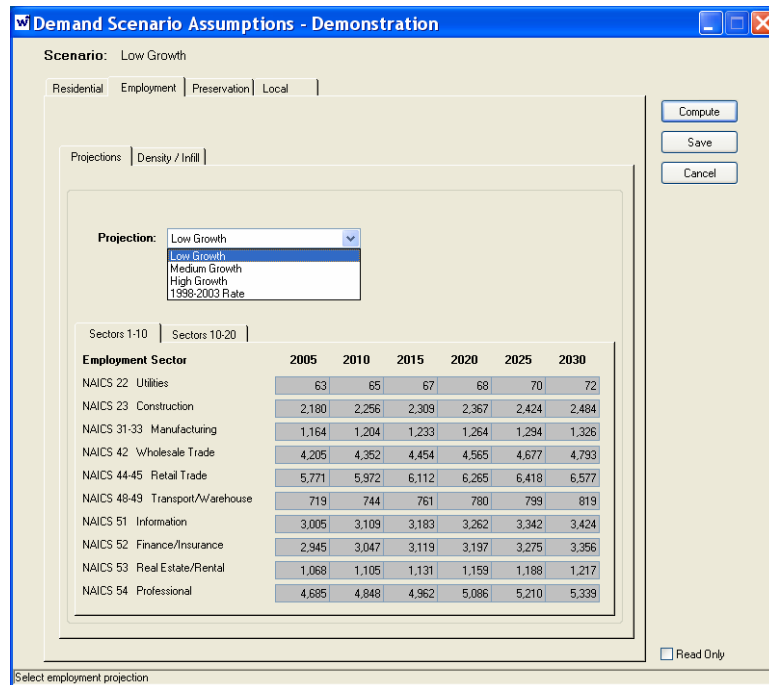 Demand Scenario Assumptions - Demonstration
Scenario: Low Growth
Residential Employment Preservation Local
Compute
Save
Cancel
Projections Density / Infill
Projection: Low Growth
Low Growth
Medium Growth
High Growth
1998-2003 Rate
Sectors 1-10 Sectors 10-20
Employment Sector 2005 2010 2015 2020 2025 2030
NAICS 22 Utilities 63 65 67 68 70 72
NAICS 23 Construction 2,180 2,256 2,309 2,367 2,424 2,484
NAICS 31-33 Manufacturing 1,164 1,204 1,233 1,264 1,294 1,326
NAICS 42 Wholesale Trade 4,205 4,352 4,454 4,565 4,677 4,793
NAICS 44-45 Retail Trade 5,771 5,972 6,112 6,265 6,418 6,577
NAICS 48-49 Transport/Warehouse 719 744 761 780 799 819
NAICS 51 Information 3,005 3,109 3,183 3,262 3,342 3,424
NAICS 52 Finance/Insurance 2,945 3,047 3,119 3,197 3,275 3,356
NAICS 53 Real Estate/Rental 1,068 1,105 1,131 1,159 1,188 1,217
NAICS 54 Professional 4,685 4,848 4,962 5,086 5,210 5,339
Read Only
Select employment projection